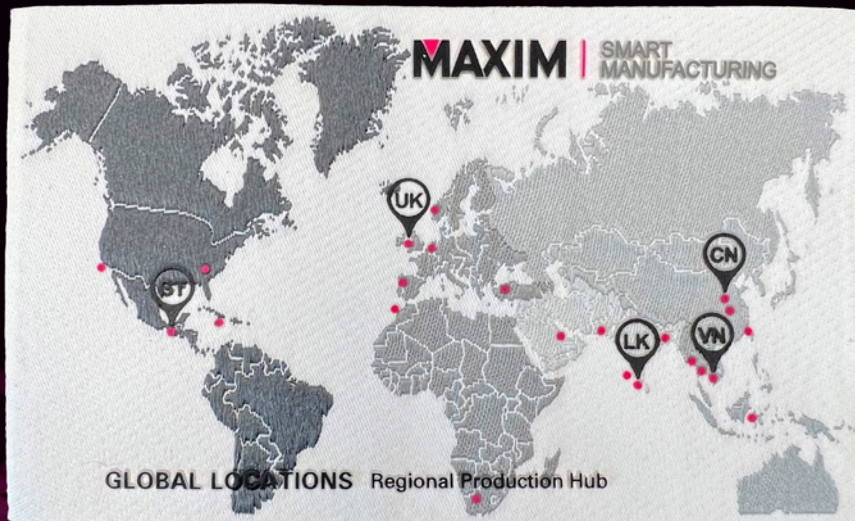 MAXIM
SMART
MANUFACTURING
UK
CN
ST
LK
VN
GLOBAL LOCATIONS Regional Production Hub